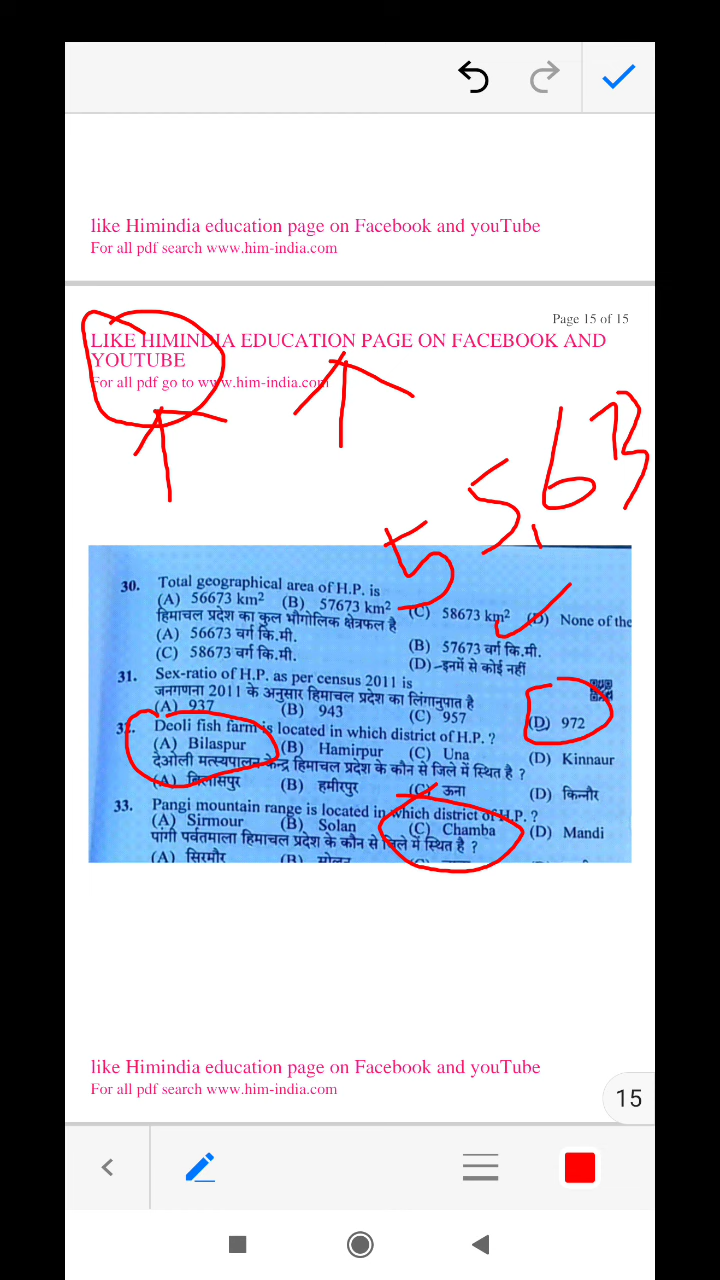 like Himindia education page on Facebook and youTube
For all pdf search www.him-india.com
Page 15 of 15
LIKE HIMINDIA EDUCATION PAGE ON FACEBOOK AND
YOUTUBE
For all pdf go to www.him-india.com
55,63
30. Total geographical area of H.P. is
(A) 56673 km² (B) 57673 km² (C) 58673 km² (D) None of the
हिमाचल प्रदेश का कुल भौगोलिक क्षेत्रफल है
(A) 56673 वर्ग कि.मी. (B) 57673 वर्ग कि.मी.
(C) 58673 वर्ग कि.मी. (D) इनमें से कोई नहीं
31. Sex-ratio of H.P. as per census 2011 is
जनगणना 2011 के अनुसार हिमाचल प्रदेश का लिंगानुपात है
(A) 937 (B) 943 (C) 957 (D) 972
32. Deoli fish farm is located in which district of H.P. ?
(A) Bilaspur (B) Hamirpur (C) Una (D) Kinnaur
देओली मत्स्यपालन केन्द्र हिमाचल प्रदेश के कौन से जिले में स्थित है ?
(A) बिलासपुर (B) हमीरपुर (C) ऊना (D) किन्नौर
33. Pangi mountain range is located in which district of H.P. ?
(A) Sirmour (B) Solan (C) Chamba (D) Mandi
पांगी पर्वतमाला हिमाचल प्रदेश के कौन से जिले में स्थित है ?
(A) सिरमौर (B) सोलन
like Himindia education page on Facebook and youTube
For all pdf search www.him-india.com
15